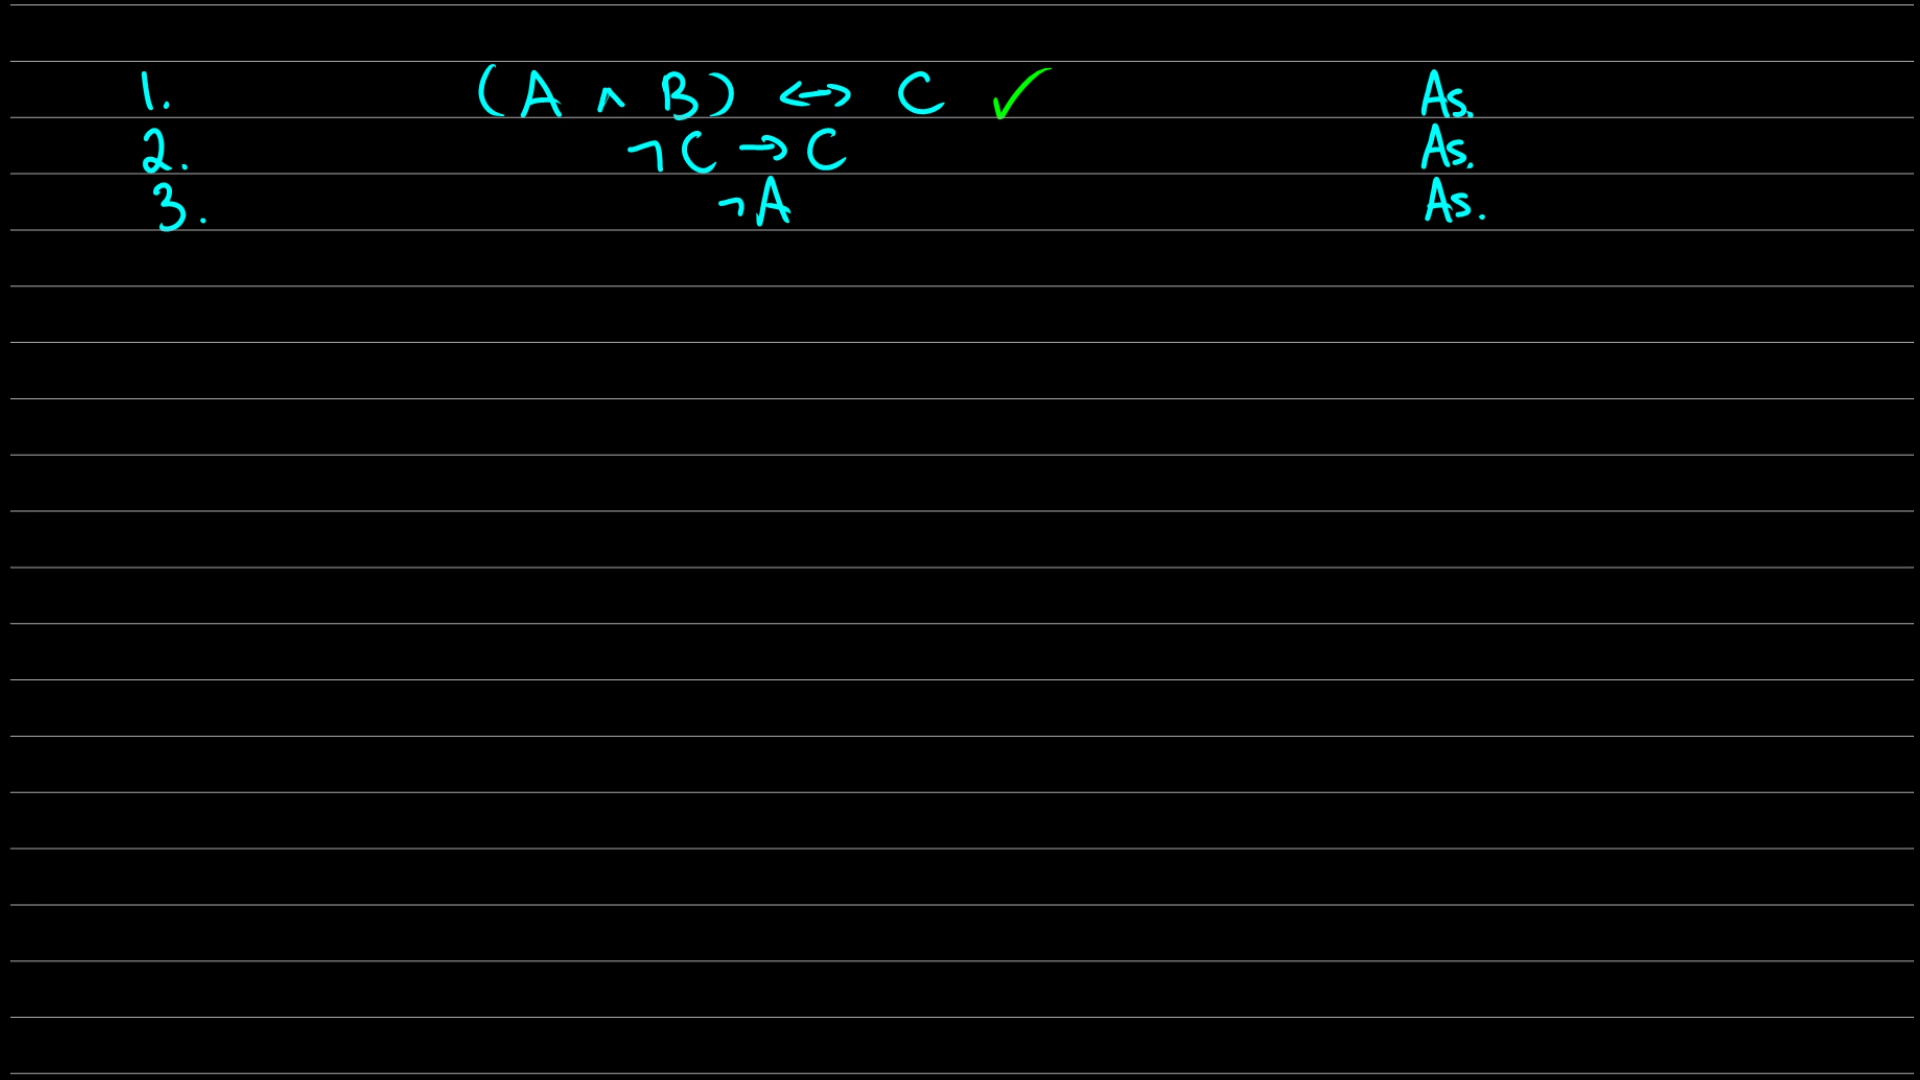 1. (A ∧ B) ↔ C ✓ As.
2. ¬C → C As.
3. ¬A As.